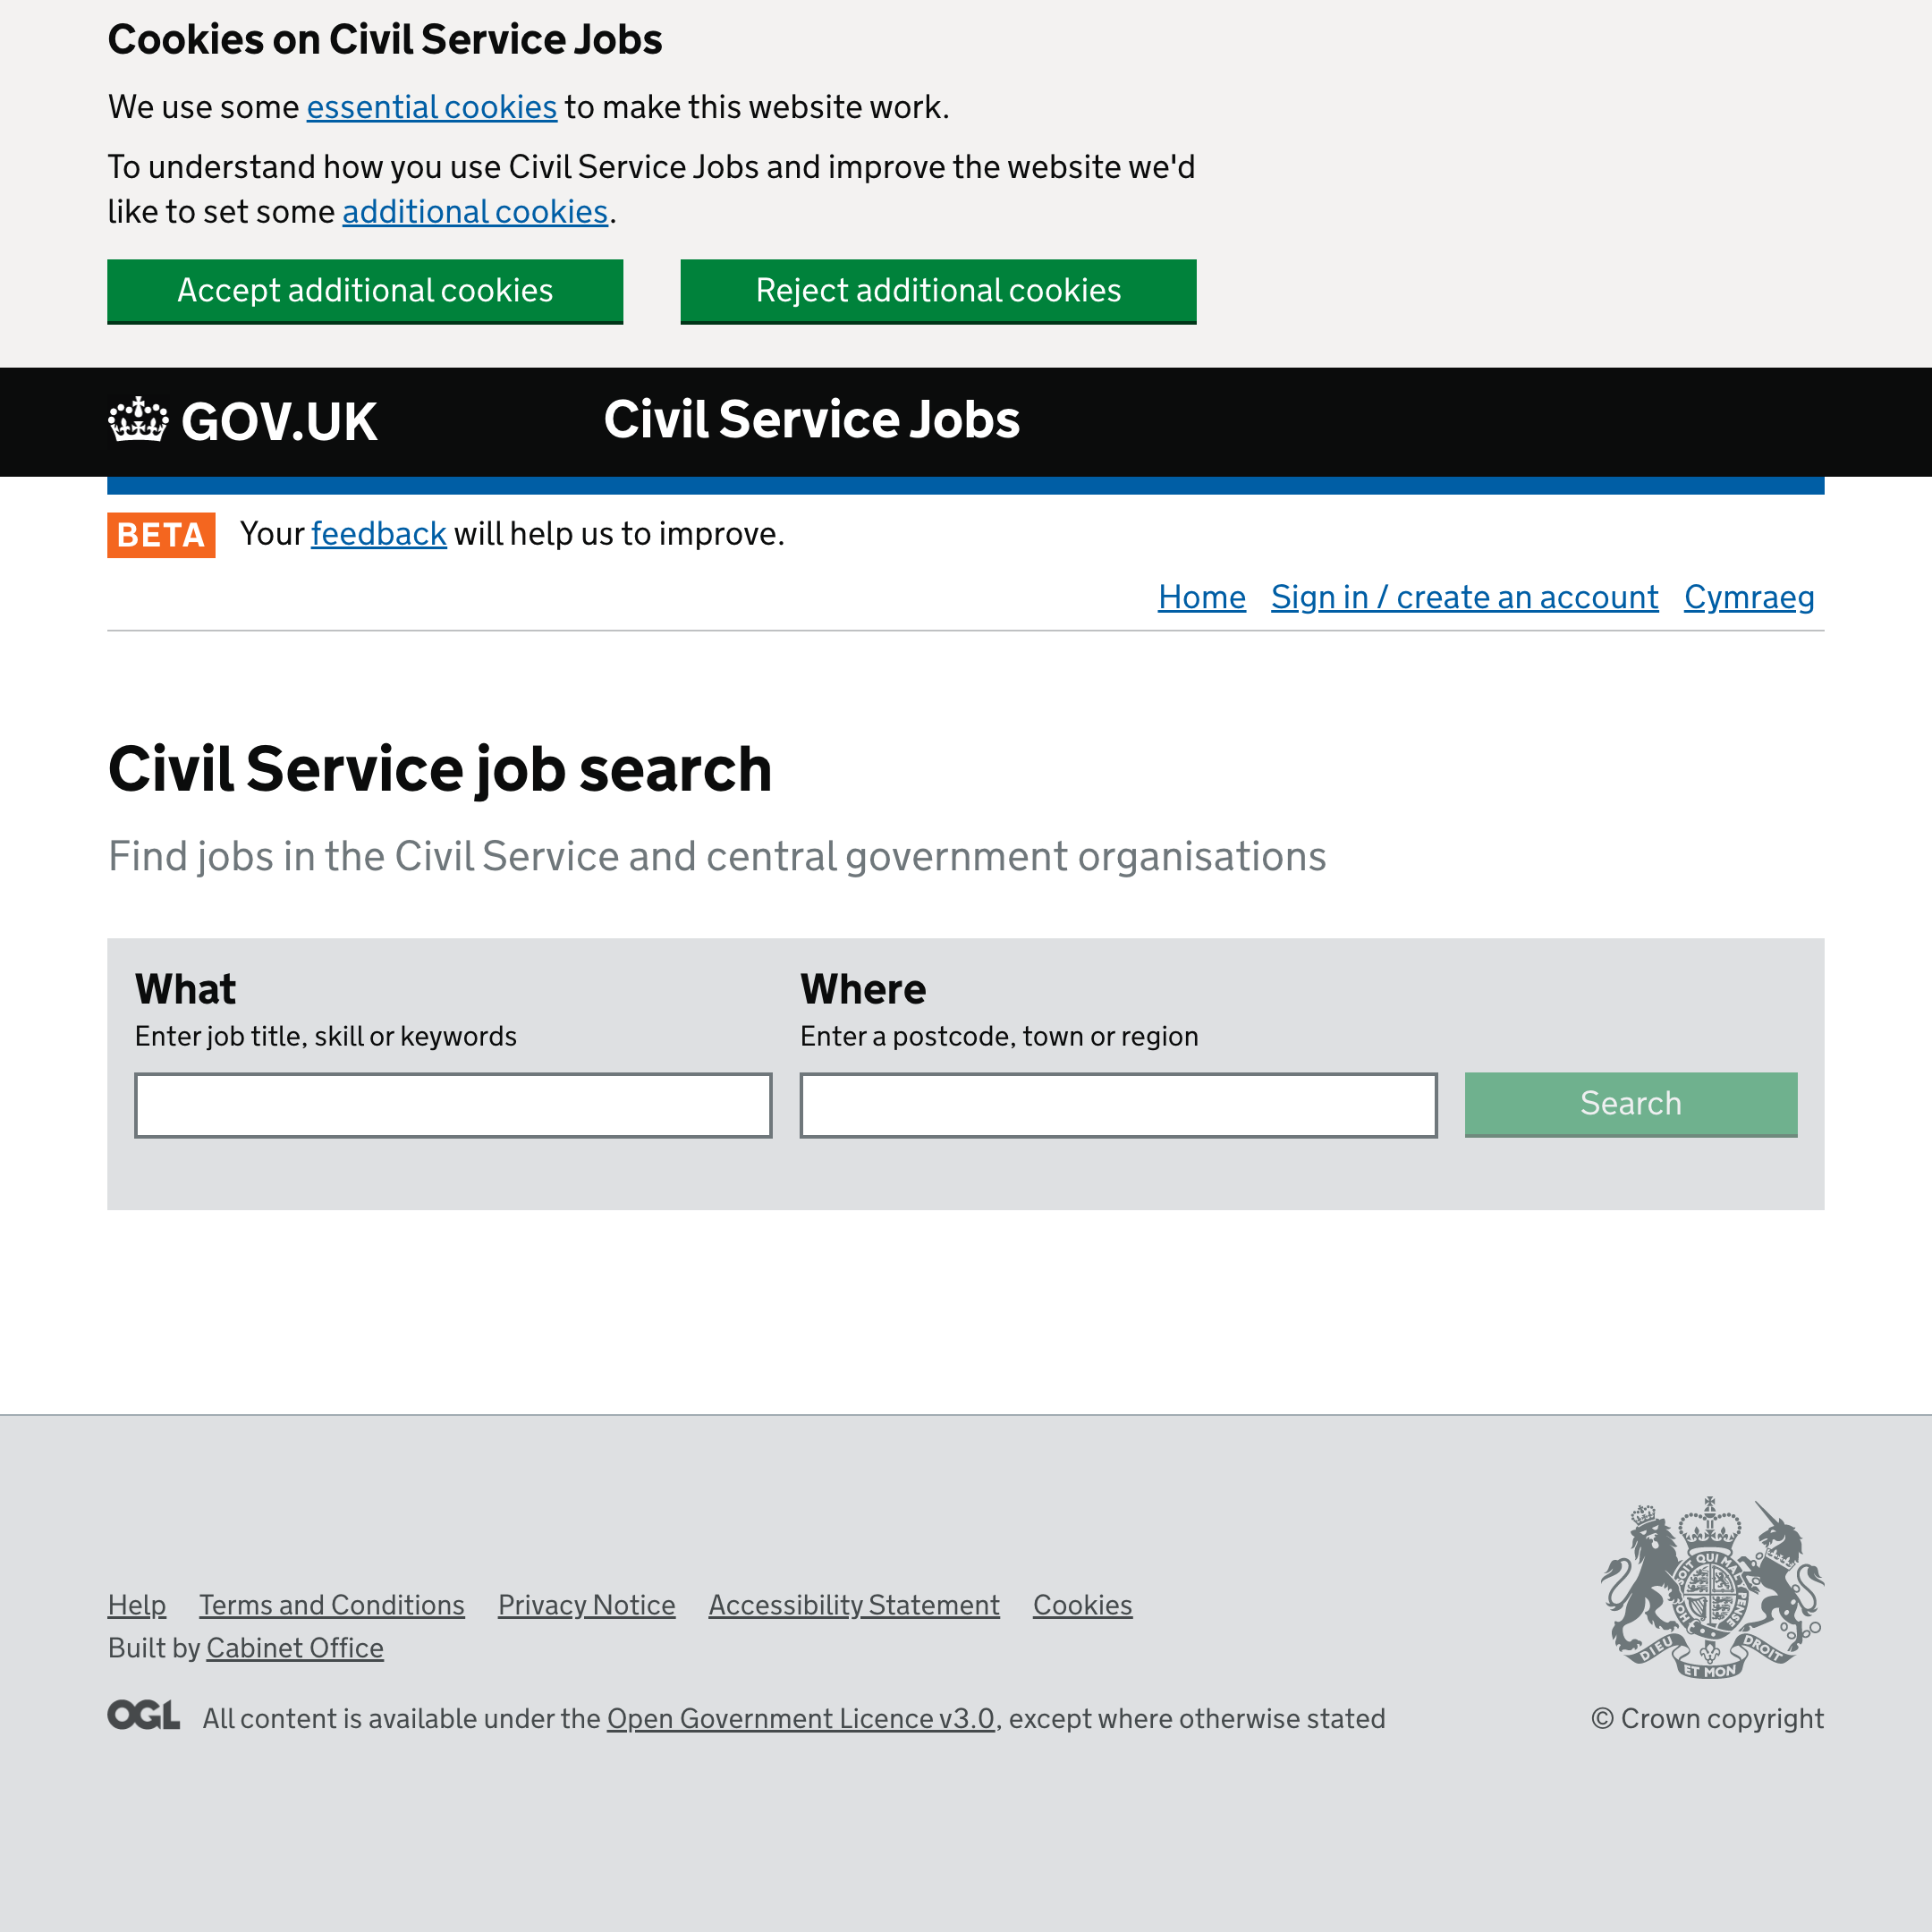 Cookies on Civil Service Jobs
We use some essential cookies to make this website work.
To understand how you use Civil Service Jobs and improve the website we'd
like to set some additional cookies.
Accept additional cookies
Reject additional cookies
GOV.UK
Civil Service Jobs
BETA Your feedback will help us to improve.
Home Sign in / create an account Cymraeg
Civil Service job search
Find jobs in the Civil Service and central government organisations
What
Enter job title, skill or keywords
Where
Enter a postcode, town or region
Search
Help Terms and Conditions Privacy Notice Accessibility Statement Cookies
Built by Cabinet Office
OGL All content is available under the Open Government Licence v3.0, except where otherwise stated
DIEU ET MON DROIT
© Crown copyright